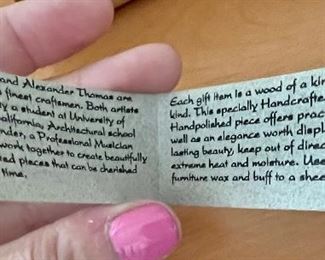 and Alexander Thomas are
finest craftsmen. Both artists
a student at University of
California, Architectural school
a Professional Musician
work together to create beautifully
pieces that can be cherished
time.
Each gift item is a wood of a
kind. This specially Handcrafte
Handpolished piece offers prac
well as an elegance worth displ
lasting beauty, keep out of direc
extreme heat and moisture. Use
furniture wax and buff to a shee